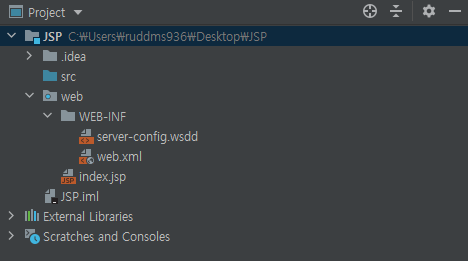 Project
JSP C:₩Users₩ruddms936₩Desktop₩JSP
.idea
src
web
WEB-INF
server-config.wsdd
web.xml
index.jsp
JSP.iml
External Libraries
Scratches and Consoles